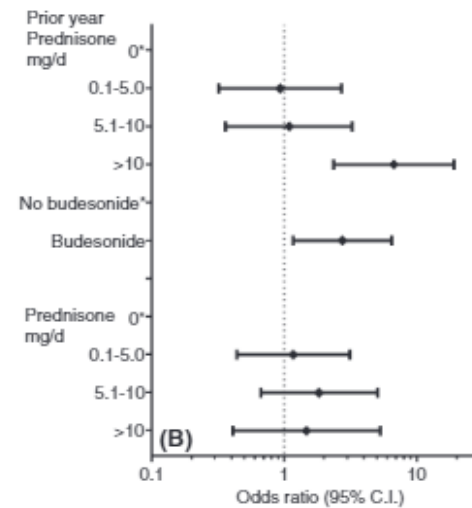 Prior year
Prednisone
mg/d
0*
0.1-5.0
5.1-10
>10
No budesonide*
Budesonide
Prednisone
mg/d
0*
0.1-5.0
5.1-10
>10
(B)
0.1
1
10
Odds ratio (95% C.I.)